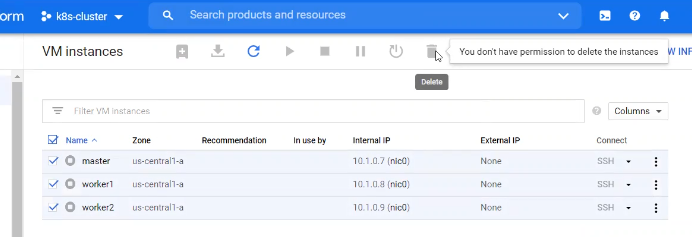 orm k8s-cluster Search products and resources
VM instances You don't have permission to delete the instances W INF
Delete
Filter VM instances Columns
Name Zone Recommendation In use by Internal IP External IP Connect
master us-central1-a 10.1.0.7 (nic0) None SSH
worker1 us-central1-a 10.1.0.8 (nic0) None SSH
worker2 us-central1-a 10.1.0.9 (nic0) None SSH